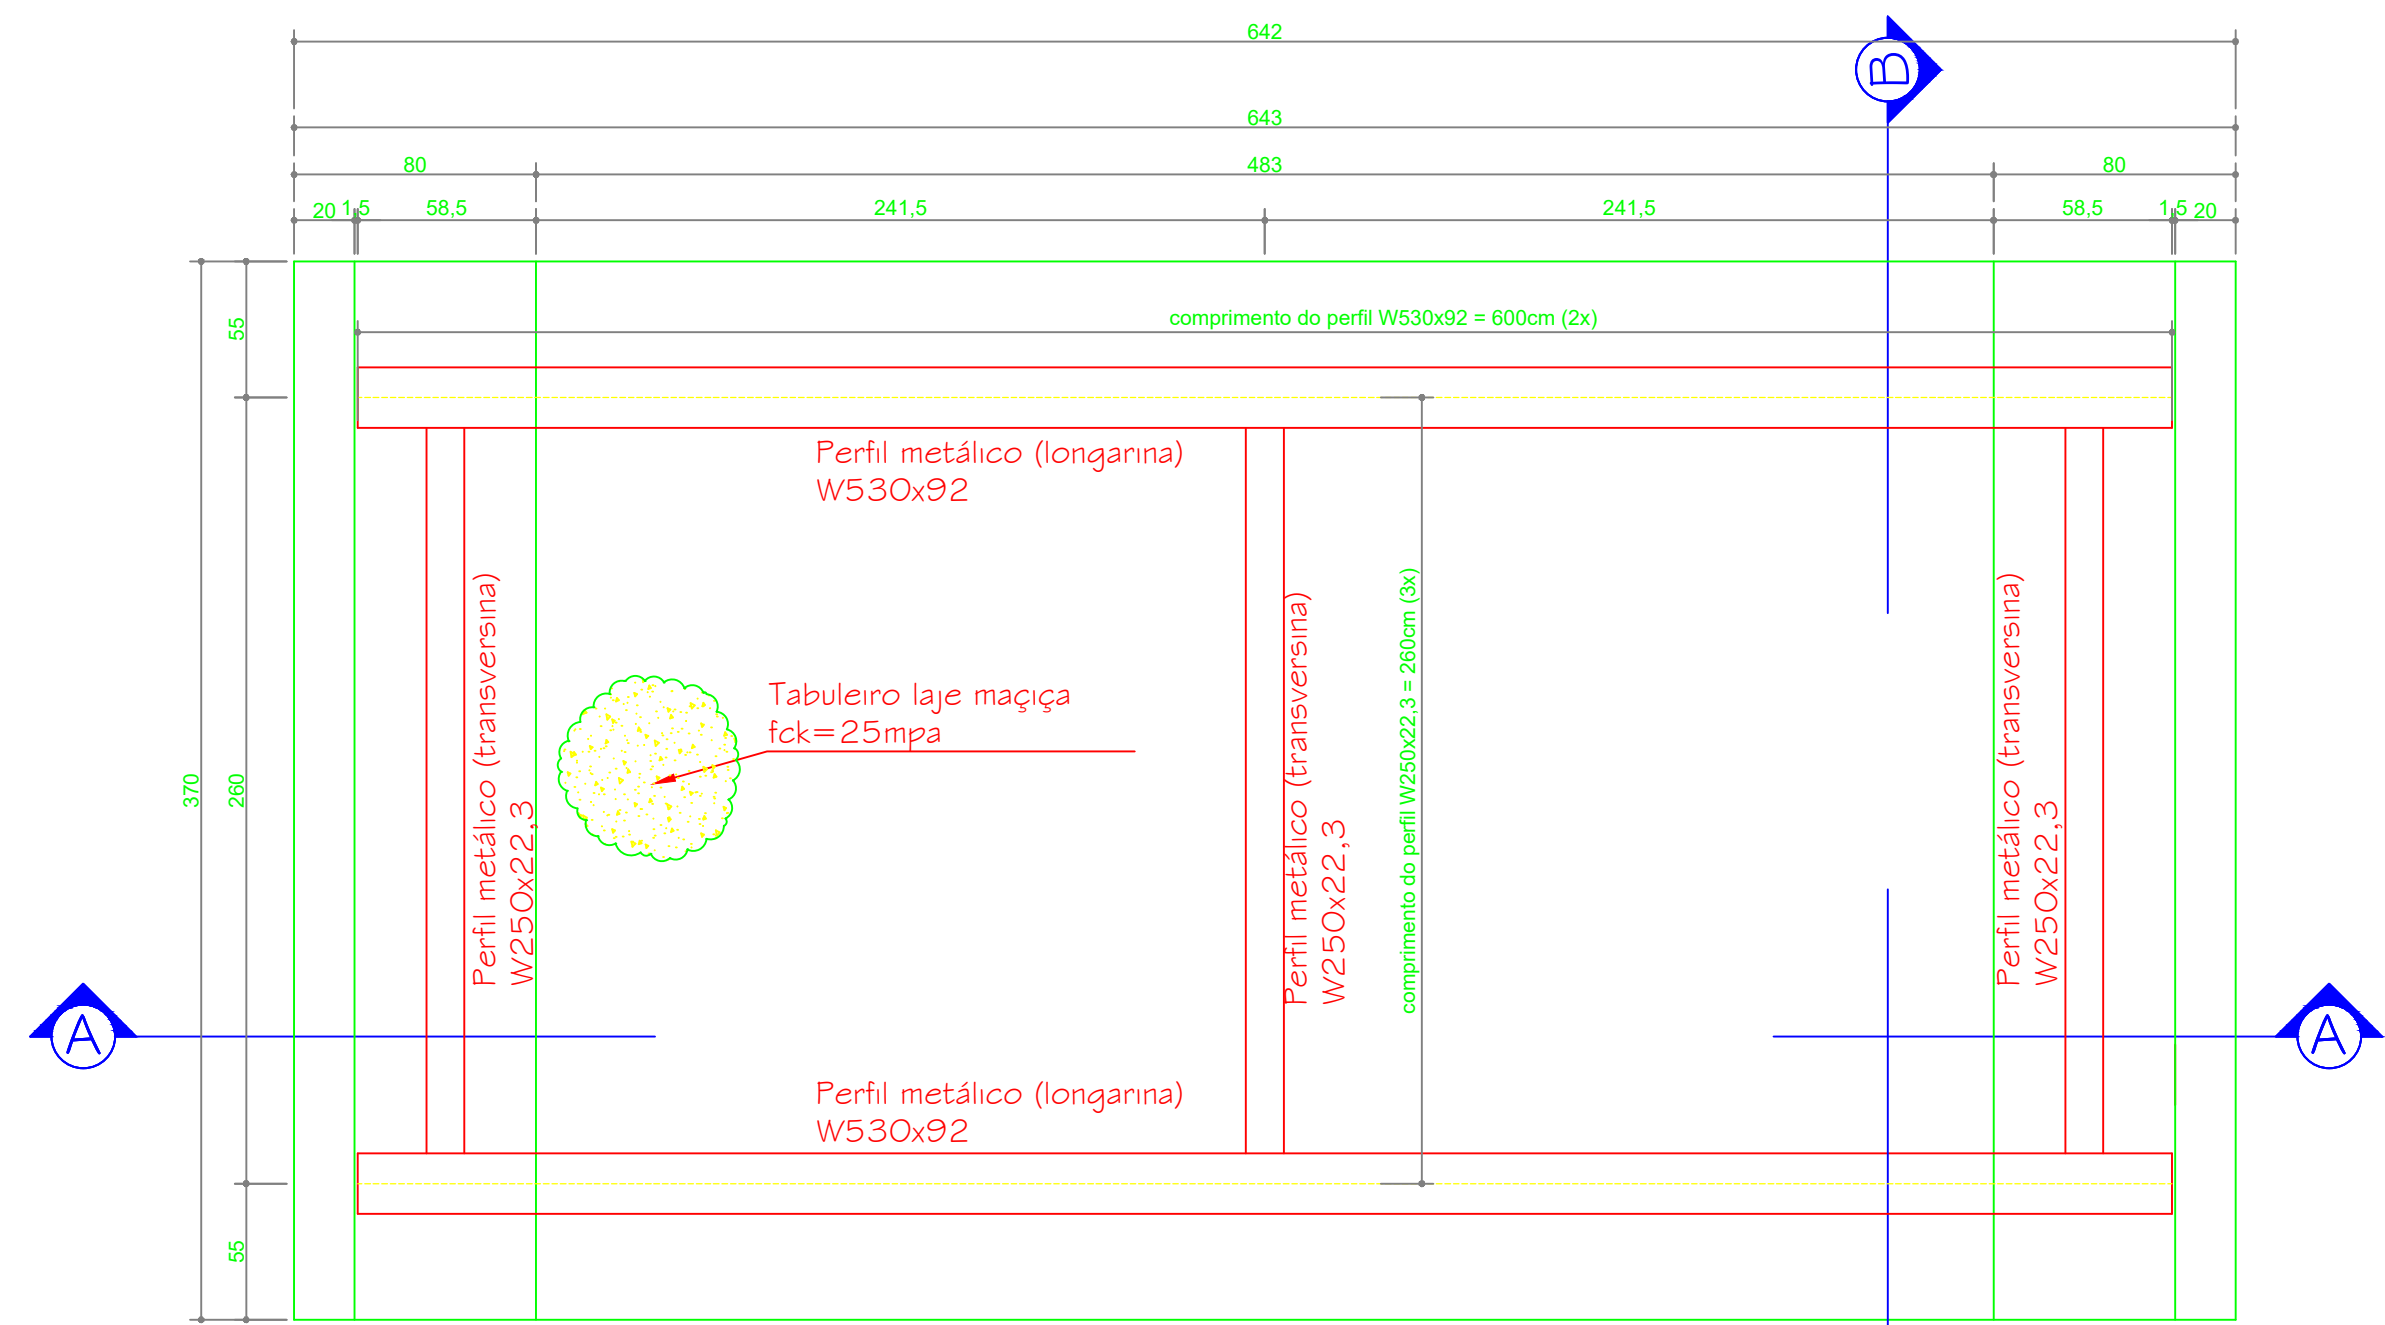 642
B
643
80
483
80
20
1,5
58,5
241,5
241,5
58,5
1,5
20
comprimento do perfil W530x92 = 600cm (2x)
55
Perfil metálico (longarina)
W530x92
Perfil metálico (transversina)
W250x22,3
Tabuleiro laje maçiça
fck=25mpa
Perfil metálico (transversina)
W250x22,3
comprimento do perfil W250x22,3 = 260cm (3x)
Perfil metálico (transversina)
W250x22,3
370
260
A
A
Perfil metálico (longarina)
W530x92
55